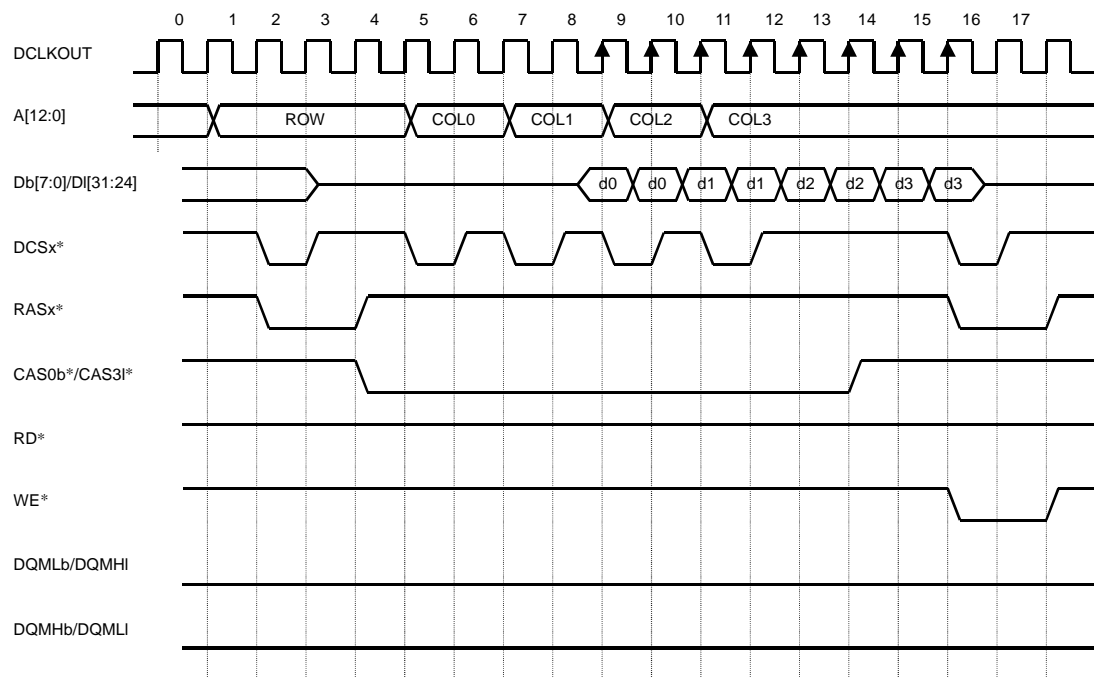 0 1 2 3 4 5 6 7 8 9 10 11 12 13 14 15 16 17
DCLKOUT
A[12:0] ROW COL0 COL1 COL2 COL3
Db[7:0]/Dl[31:24] d0 d0 d1 d1 d2 d2 d3 d3
DCSx*
RASx*
CAS0b*/CAS3l*
RD*
WE*
DQMLb/DQMHl
DQMHb/DQMLl